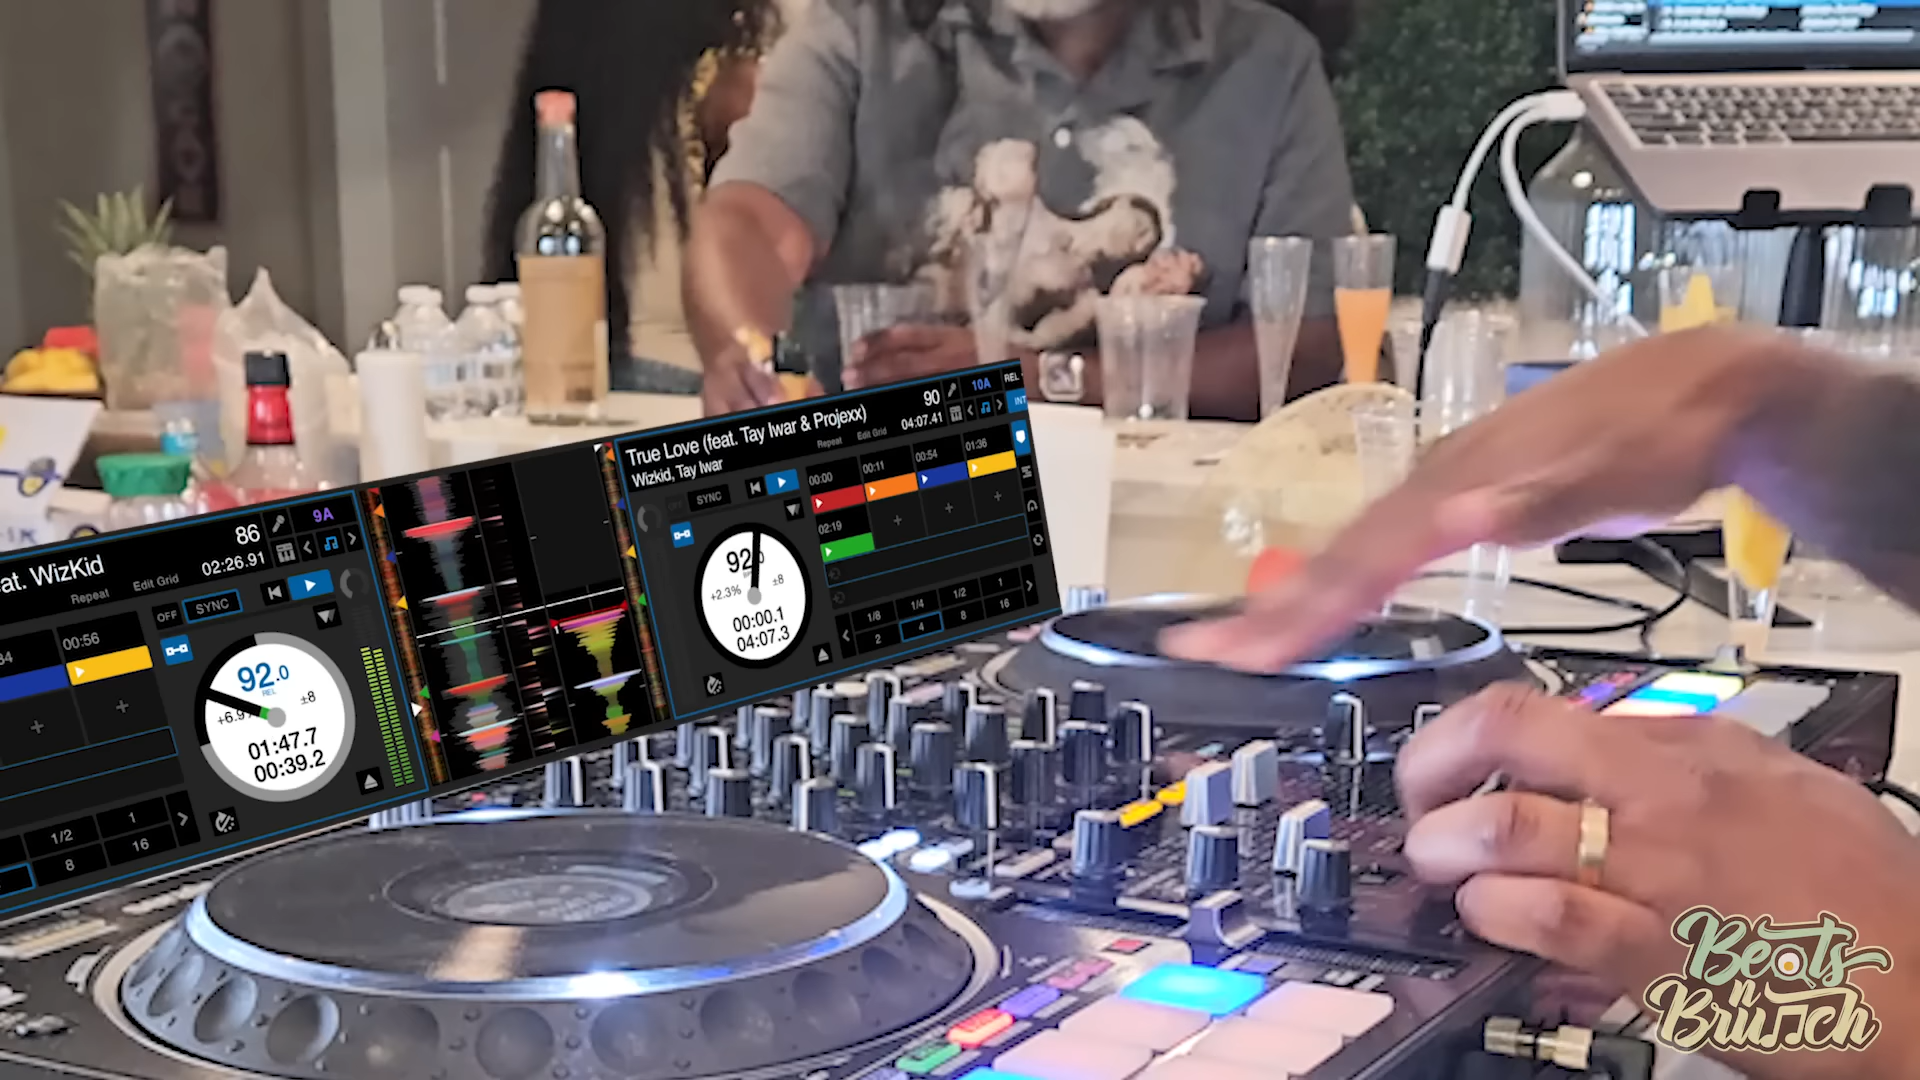 at. WizKid
86
9A
Repeat
Edit Grid
02:26.91
34
00:56
OFF
SYNC
92.0
REL
+6.9%
±8
01:47.7
00:39.2
1/2
1
8
16
True Love (feat. Tay Iwar & Projexx)
Wizkid, Tay Iwar
90
10A
REL
Repeat
Edit Grid
04:07.41
INT
OFF
SYNC
00:00
00:11
00:54
01:36
02:19
92.0
+2.3%
±8
00:00.1
04:07.3
1/8
1/4
1/2
1
2
4
8
16
1
Beats
n
Brunch